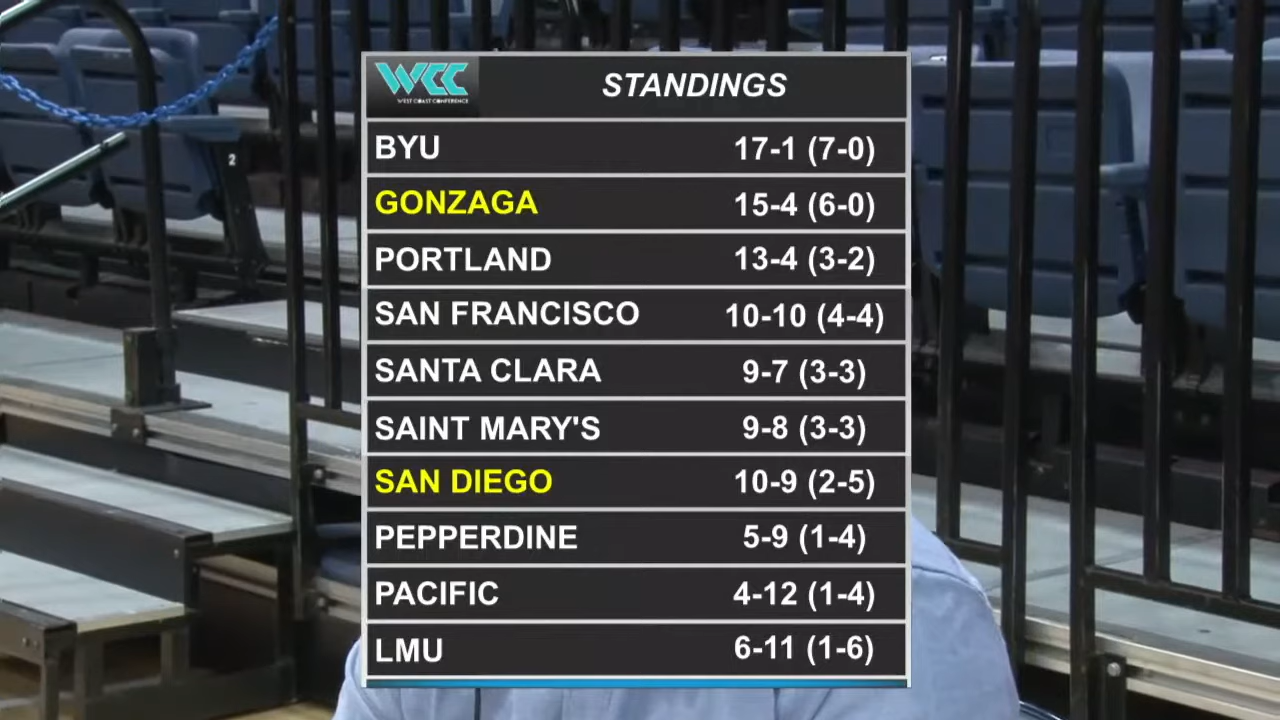 WCC
WEST COAST CONFERENCE
STANDINGS
BYU 17-1 (7-0)
GONZAGA 15-4 (6-0)
PORTLAND 13-4 (3-2)
SAN FRANCISCO 10-10 (4-4)
SANTA CLARA 9-7 (3-3)
SAINT MARY'S 9-8 (3-3)
SAN DIEGO 10-9 (2-5)
PEPPERDINE 5-9 (1-4)
PACIFIC 4-12 (1-4)
LMU 6-11 (1-6)
2